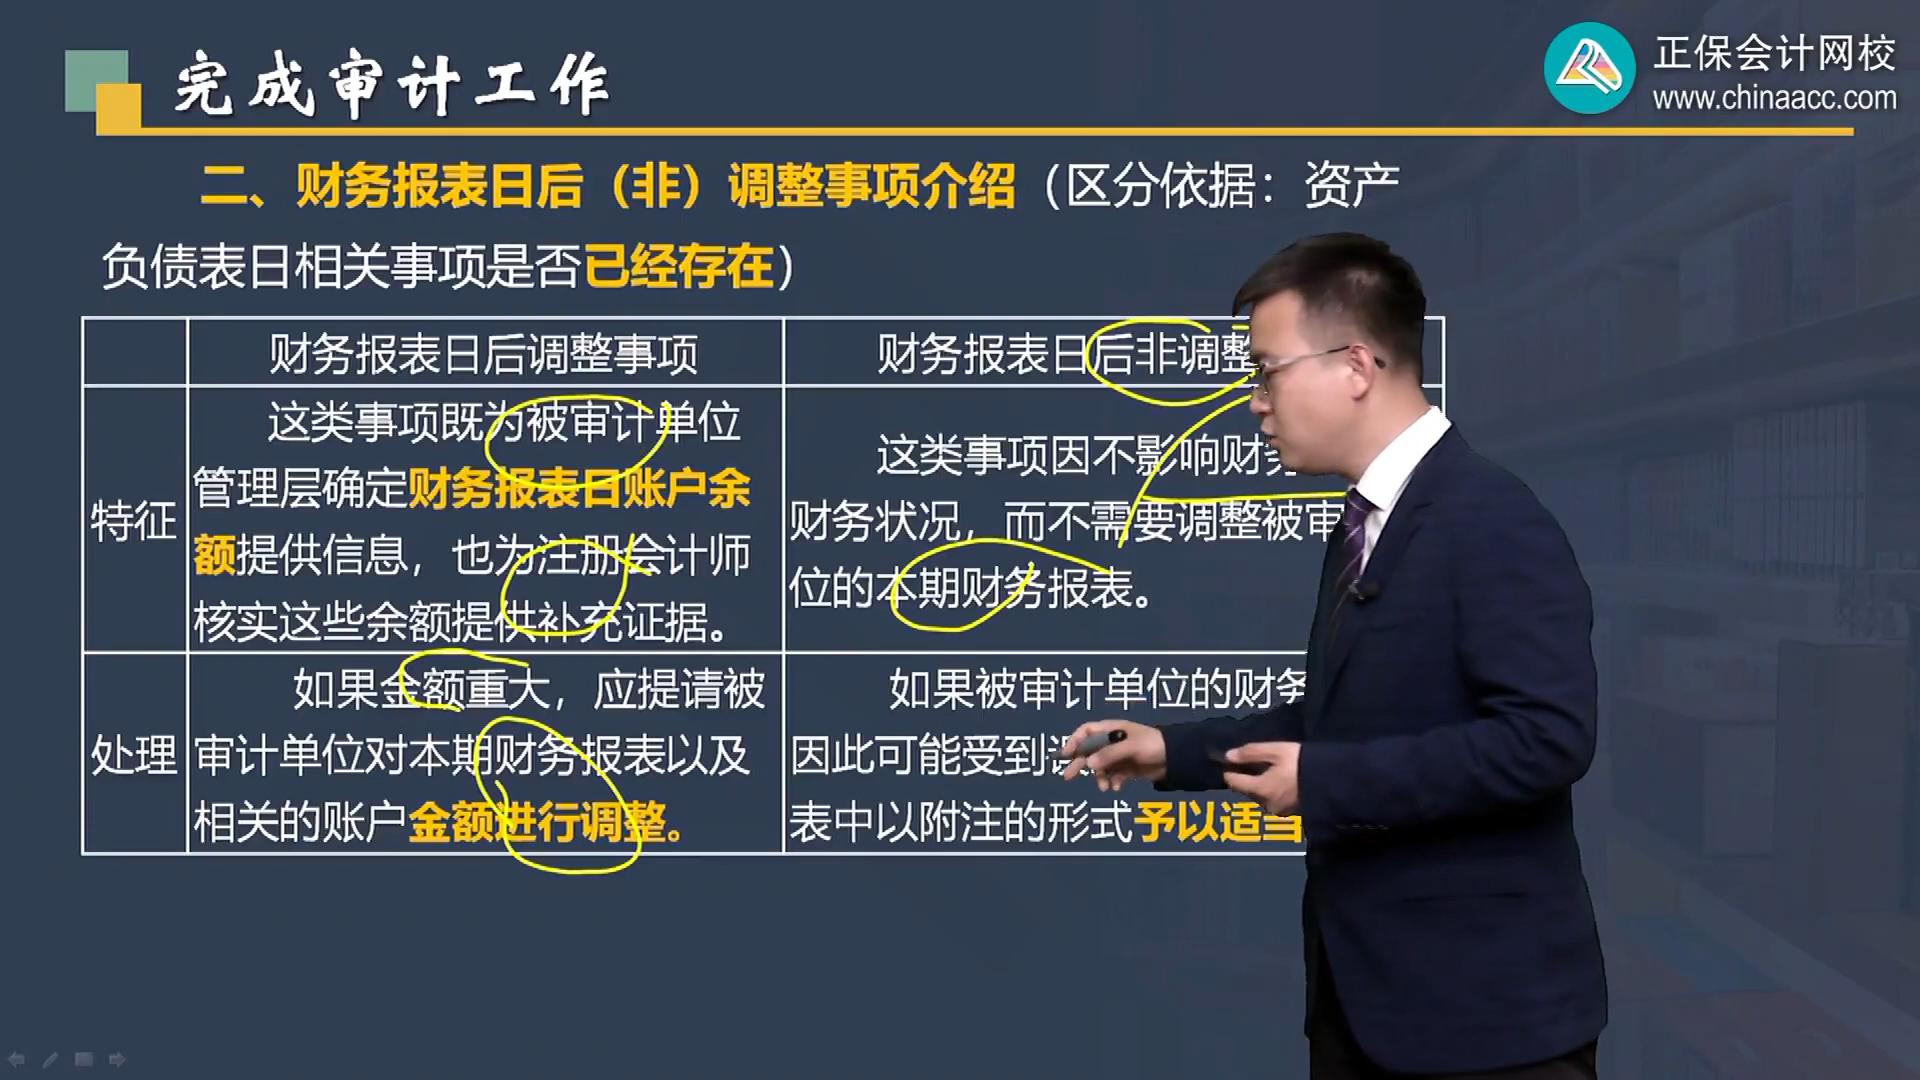 完成审计工作
正保会计网校
www.chinaacc.com
二、财务报表日后（非）调整事项介绍（区分依据：资产
负债表日相关事项是否已经存在）
财务报表日后调整事项
财务报表日后非调整
特征
这类事项既为被审计单位
管理层确定财务报表日账户余
额提供信息，也为注册会计师
核实这些余额提供补充证据。
这类事项因不影响财务
财务状况，而不需要调整被审
位的本期财务报表。
处理
如果金额重大，应提请被
审计单位对本期财务报表以及
相关的账户金额进行调整。
如果被审计单位的财务
因此可能受到
表中以附注的形式予以适当